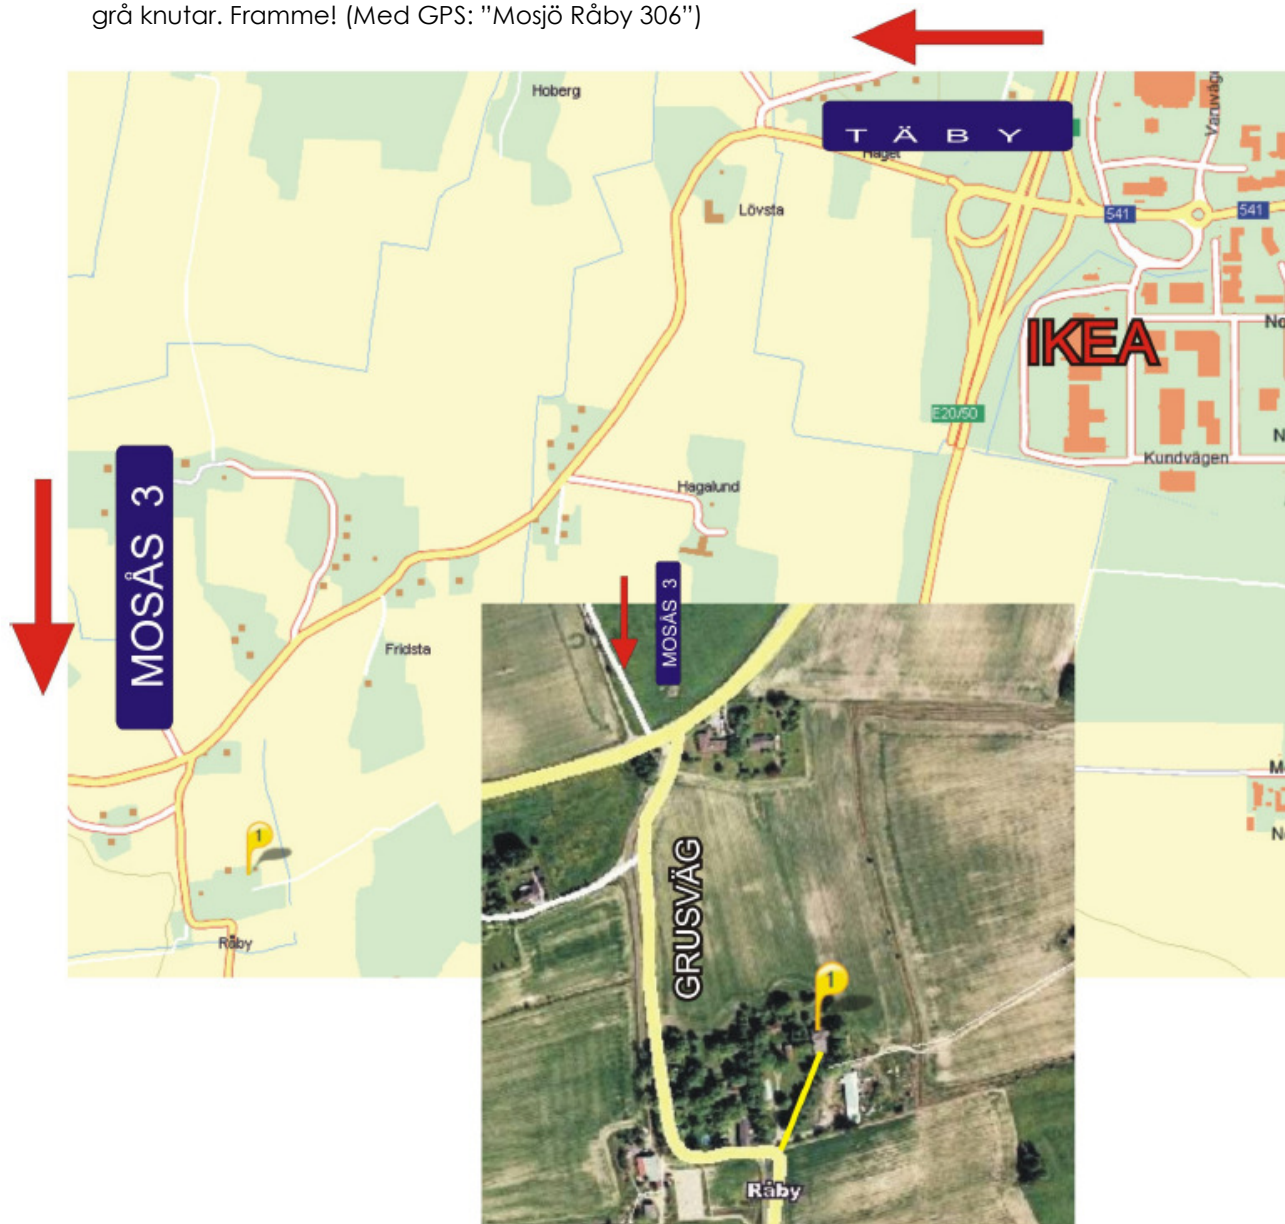 grå knutar. Framme! (Med GPS: ”Mosjö Råby 306”)
Hoberg
TÄBY
Häget
Lövsta
541
541
IKEA
E20/50
Kundvägen
Hagalund
MOSÅS 3
MOSÅS 3
Fridsta
1
Råby
GRUSVÄG
1
Råby